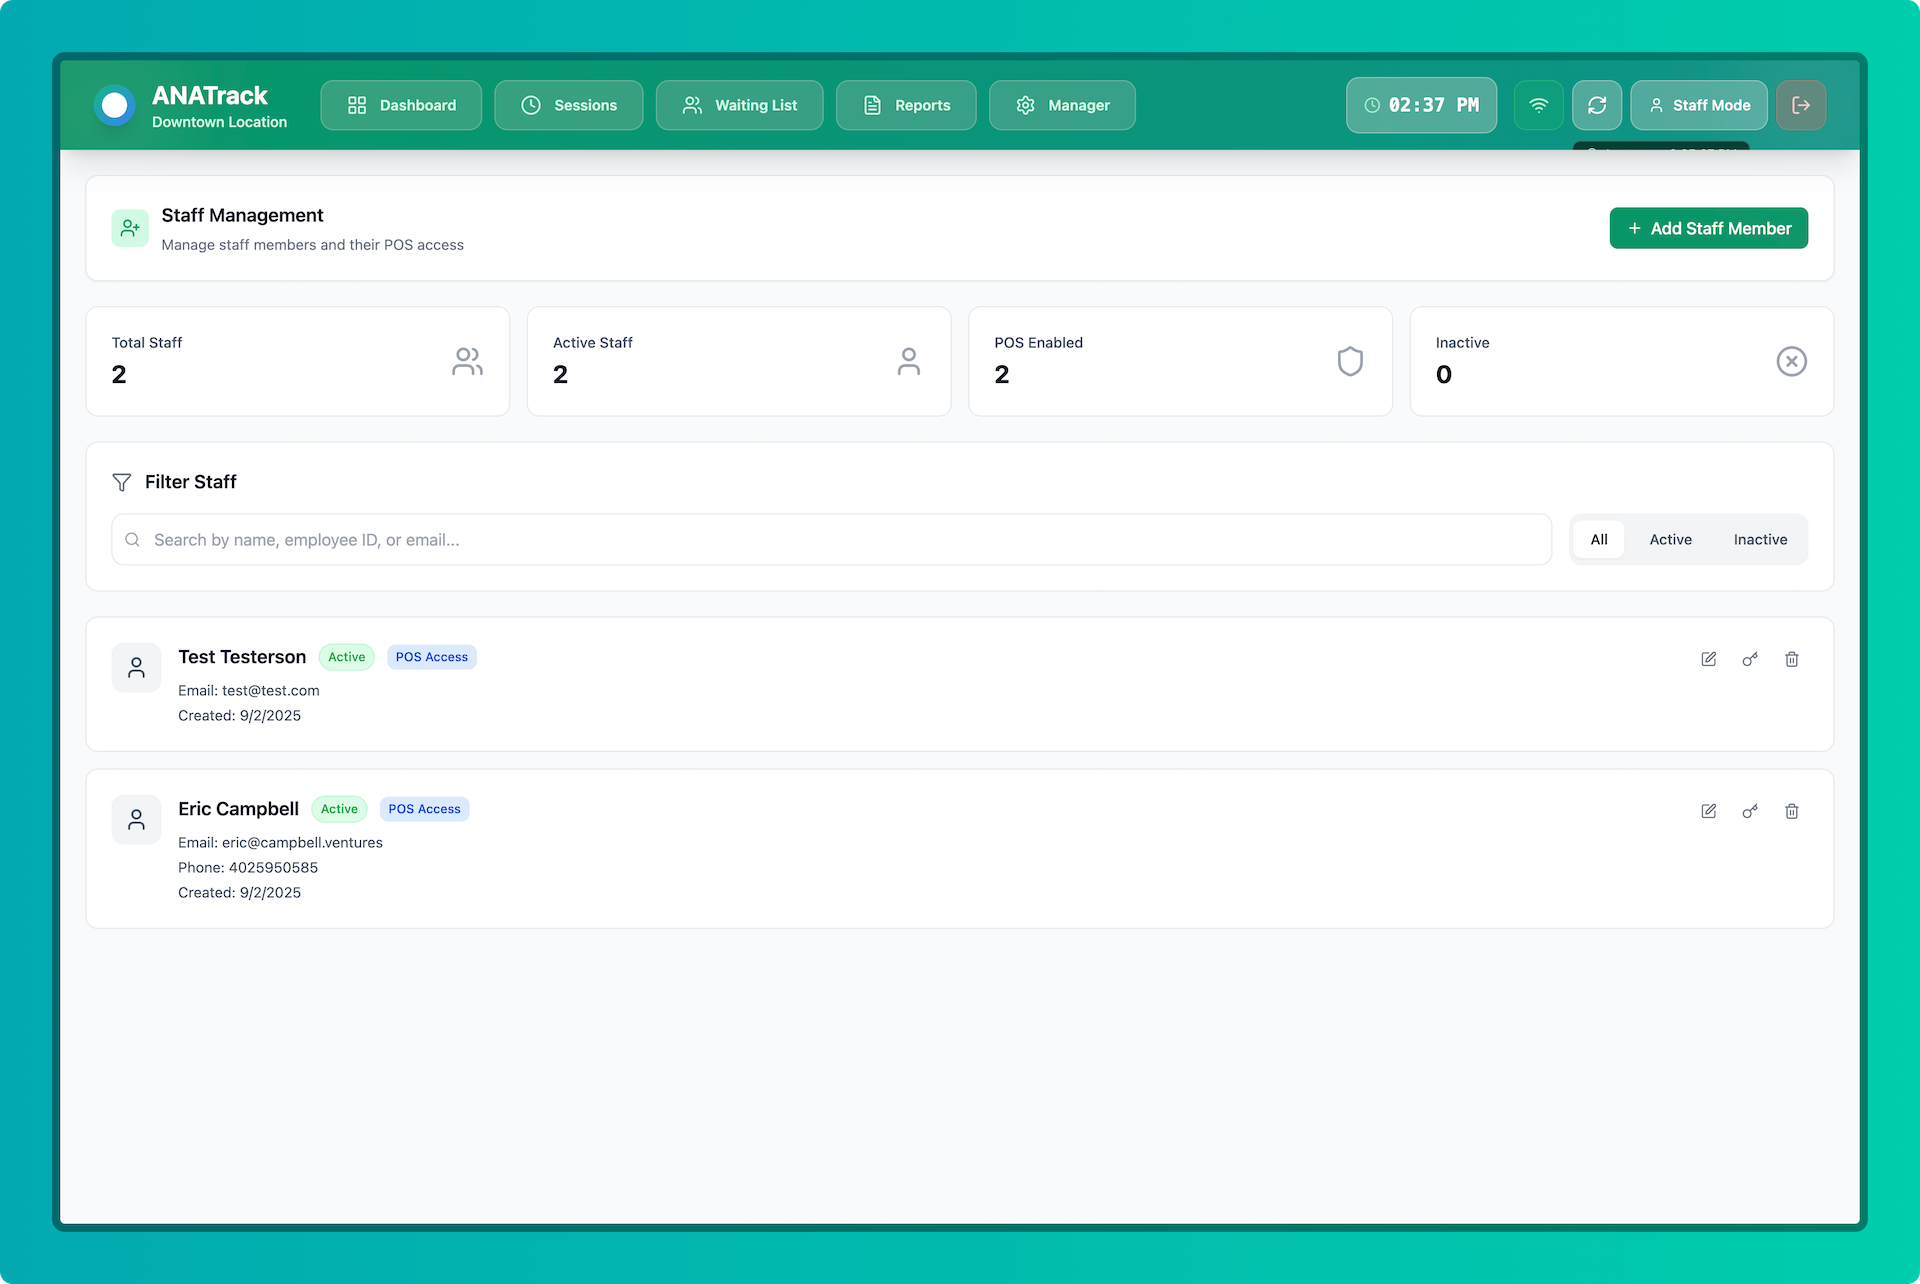 ANATrack
Downtown Location
Dashboard
Sessions
Waiting List
Reports
Manager
02:37 PM
Staff Mode
Staff Management
Manage staff members and their POS access
+ Add Staff Member
Total Staff
2
Active Staff
2
POS Enabled
2
Inactive
0
Filter Staff
Search by name, employee ID, or email...
All
Active
Inactive
Test Testerson Active POS Access
Email: test@test.com
Created: 9/2/2025
Eric Campbell Active POS Access
Email: eric@campbell.ventures
Phone: 4025950585
Created: 9/2/2025